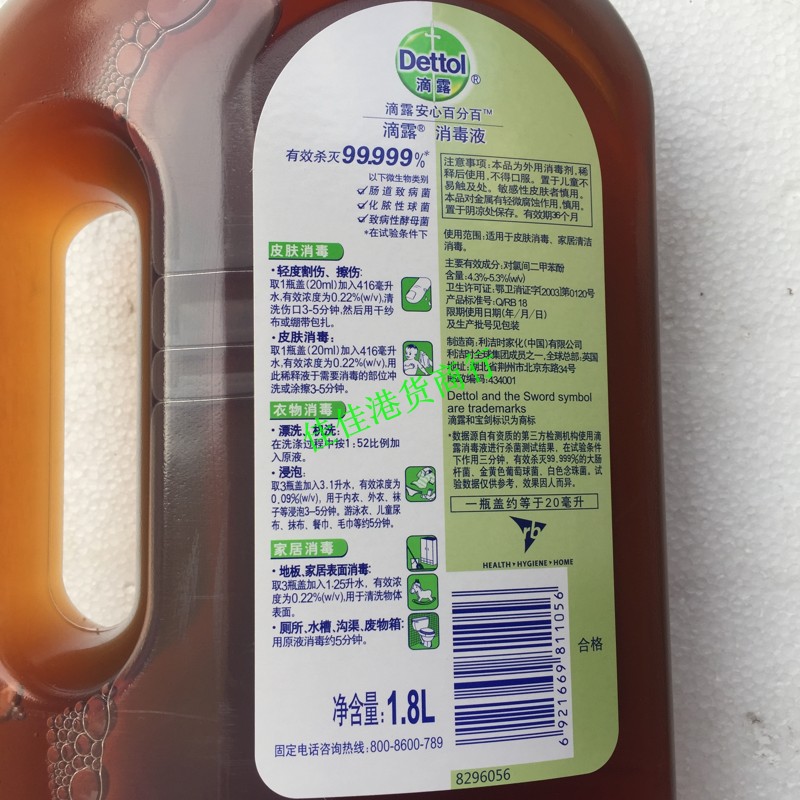 Dettol
滴露
®
滴露安心百分百™
滴露® 消毒液
有效杀灭99.999%*
以下微生物类别
肠道致病菌
化脓性球菌
致病性酵母菌
*在试验条件下
皮肤消毒
·轻度割伤、擦伤:
取1瓶盖(20ml)加入416毫升
水,有效浓度为0.22%(w/v),清
洗伤口3-5分钟,然后用干纱
布或绷带包扎。
·皮肤消毒:
取1瓶盖(20ml)加入416毫升
水,有效浓度为0.22%(w/v),用
此稀释液于需要消毒的部位冲
洗或涂擦3-5分钟。
衣物消毒
·漂洗、机洗:
在洗涤过程中按1:52比例加
入原液。
·浸泡:
取3瓶盖加入3.1升水,有效浓度为
0.09%(w/v),用于内衣、外衣、袜
子等浸泡3-5分钟。游泳衣、儿童尿
布、抹布、餐巾、毛巾等约5分钟。
家居消毒
·地板、家居表面消毒:
取3瓶盖加入1.25升水,有效浓
度为0.22%(w/v),用于清洗物体
表面。
·厕所、水槽、沟渠、废物箱:
用原液消毒约5分钟。
净含量:1.8L
固定电话咨询热线:800-8600-789
注意事项:本品为外用消毒剂,稀
释后使用,不得口服。置于儿童不
易触及处。敏感性皮肤者慎用。
本品对金属有轻微腐蚀作用,慎用。
置于阴凉处保存。有效期36个月
使用范围:适用于皮肤消毒、家居清洁
消毒。
主要有效成分:对氯间二甲苯酚
含量:4.3%-5.3%(w/v)
卫生许可证:鄂卫消证字[2003]第0120号
产品标准号:Q/RB 18
限期使用日期(年/月/日)
及生产批号见包装
制造商:利洁时家化(中国)有限公司
利洁时全球集团成员之一,全球总部:英国
地址:湖北省荆州市北京东路34号
邮政编号:434001
Dettol and the Sword symbol
are trademarks
滴露和宝剑标识为商标
*数据源自有资质的第三方检测机构使用滴
露消毒液进行杀菌测试结果,在试验条件
下作用三分钟,有效杀灭99.999%的大肠
杆菌、金黄色葡萄球菌、白色念珠菌。试
验数据仅供参考,效果因人而异。
一瓶盖约等于20毫升
rb
HEALTH • HYGIENE • HOME
6 921669 811056
合格
8296056
佳港货商